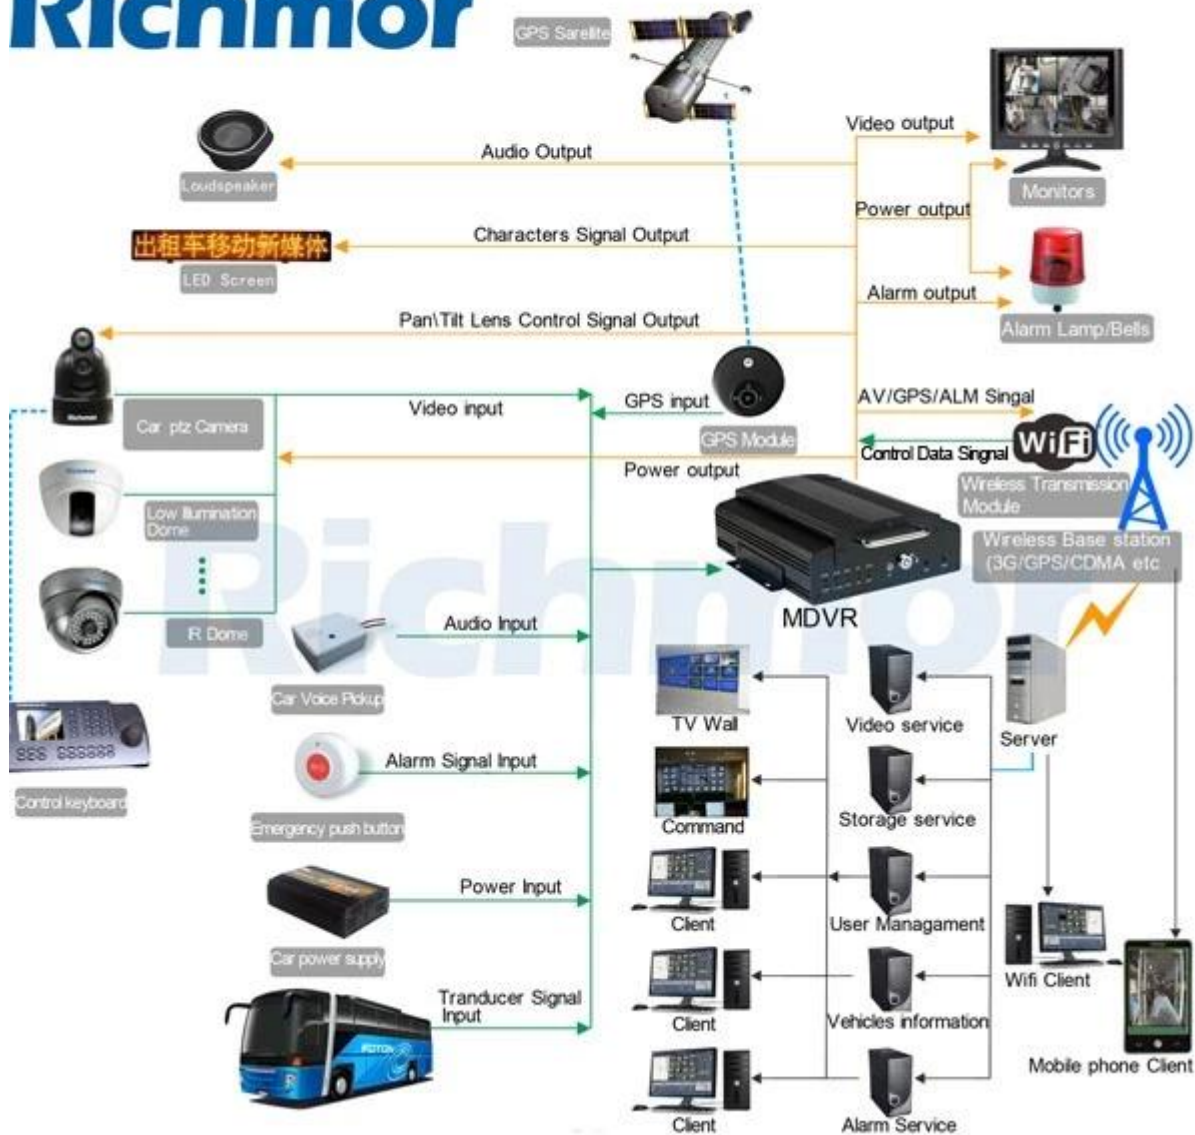 Richmor
GPS Sarellite
Video output
Audio Output
Loudspeaker
Monitors
Power output
出租车移动新媒体
Characters Signal Output
LED Screen
Alarm output
Pan\Tilt Lens Control Signal Output
Alarm Lamp/Bells
Richmor
Video input
GPS input
AV/GPS/ALM Singal
Car ptz Camera
GPS Module
WiFi
Control Data Singnal
Richmor
Power output
Wireless Transmission
Module
Low Illumination
Dome
Wireless Base station
(3G/GPS/CDMA etc
Richmor
MDVR
IR Dome
Audio Input
Car Voice Pickup
TV Wall
Video service
Server
Alarm Signal Input
Control keyboard
Emergency push button
Command
Storage service
Power Input
Client
User Managament
Car power supply
Wifi Client
Tranducer Signal
Input
FOTON
Client
Vehicles information
Mobile phone Client
Client
Alarm Service